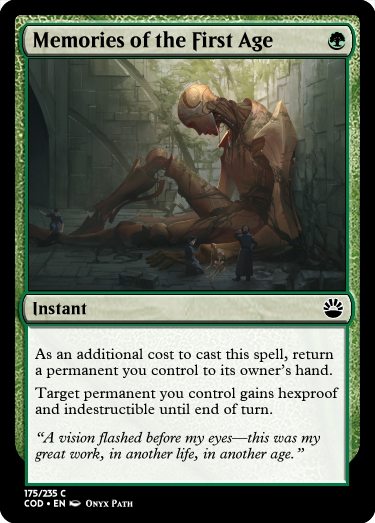 Memories of the First Age
Instant
As an additional cost to cast this spell, return
a permanent you control to its owner's hand.
Target permanent you control gains hexproof
and indestructible until end of turn.
“A vision flashed before my eyes—this was my
great work, in another life, in another age.”
175/235 C
COD • EN Onyx Path